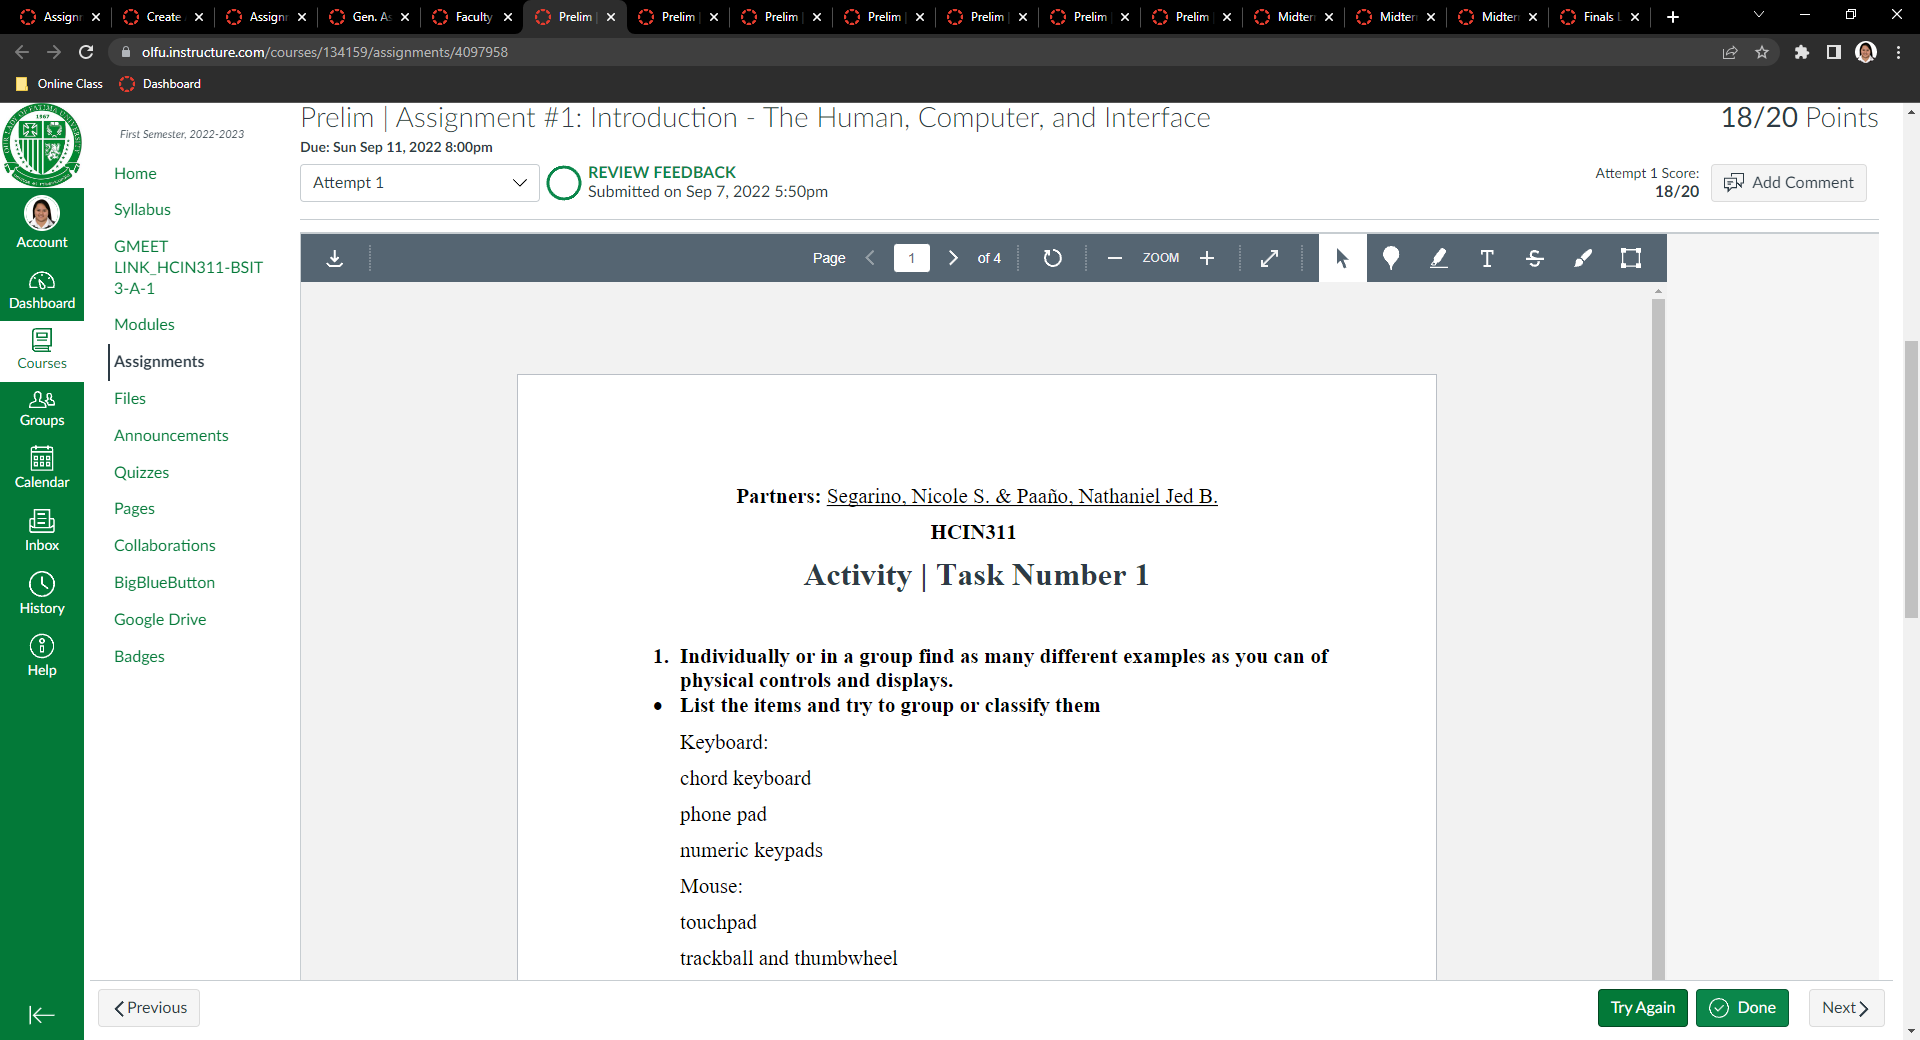 Assignr
Create
Assignr
Gen. A
Faculty
Prelim
Prelim
Prelim
Prelim
Prelim
Prelim
Prelim
Midter
Midter
Midter
Finals
olfu.instructure.com/courses/134159/assignments/4097958
Online Class
Dashboard
1967
First Semester, 2022-2023
Account
Dashboard
Courses
Groups
Calendar
Inbox
History
Help
Home
Syllabus
GMEET
LINK_HCIN311-BSIT
3-A-1
Modules
Assignments
Files
Announcements
Quizzes
Pages
Collaborations
BigBlueButton
Google Drive
Badges
Prelim | Assignment #1: Introduction - The Human, Computer, and Interface
18/20 Points
Due: Sun Sep 11, 2022 8:00pm
Attempt 1
REVIEW FEEDBACK
Submitted on Sep 7, 2022 5:50pm
Attempt 1 Score:
18/20
Add Comment
Page 1 of 4
ZOOM
Partners: Segarino, Nicole S. & Paaño, Nathaniel Jed B.
HCIN311
Activity | Task Number 1
1. Individually or in a group find as many different examples as you can of
physical controls and displays.
• List the items and try to group or classify them
Keyboard:
chord keyboard
phone pad
numeric keypads
Mouse:
touchpad
trackball and thumbwheel
Previous
Try Again
Done
Next